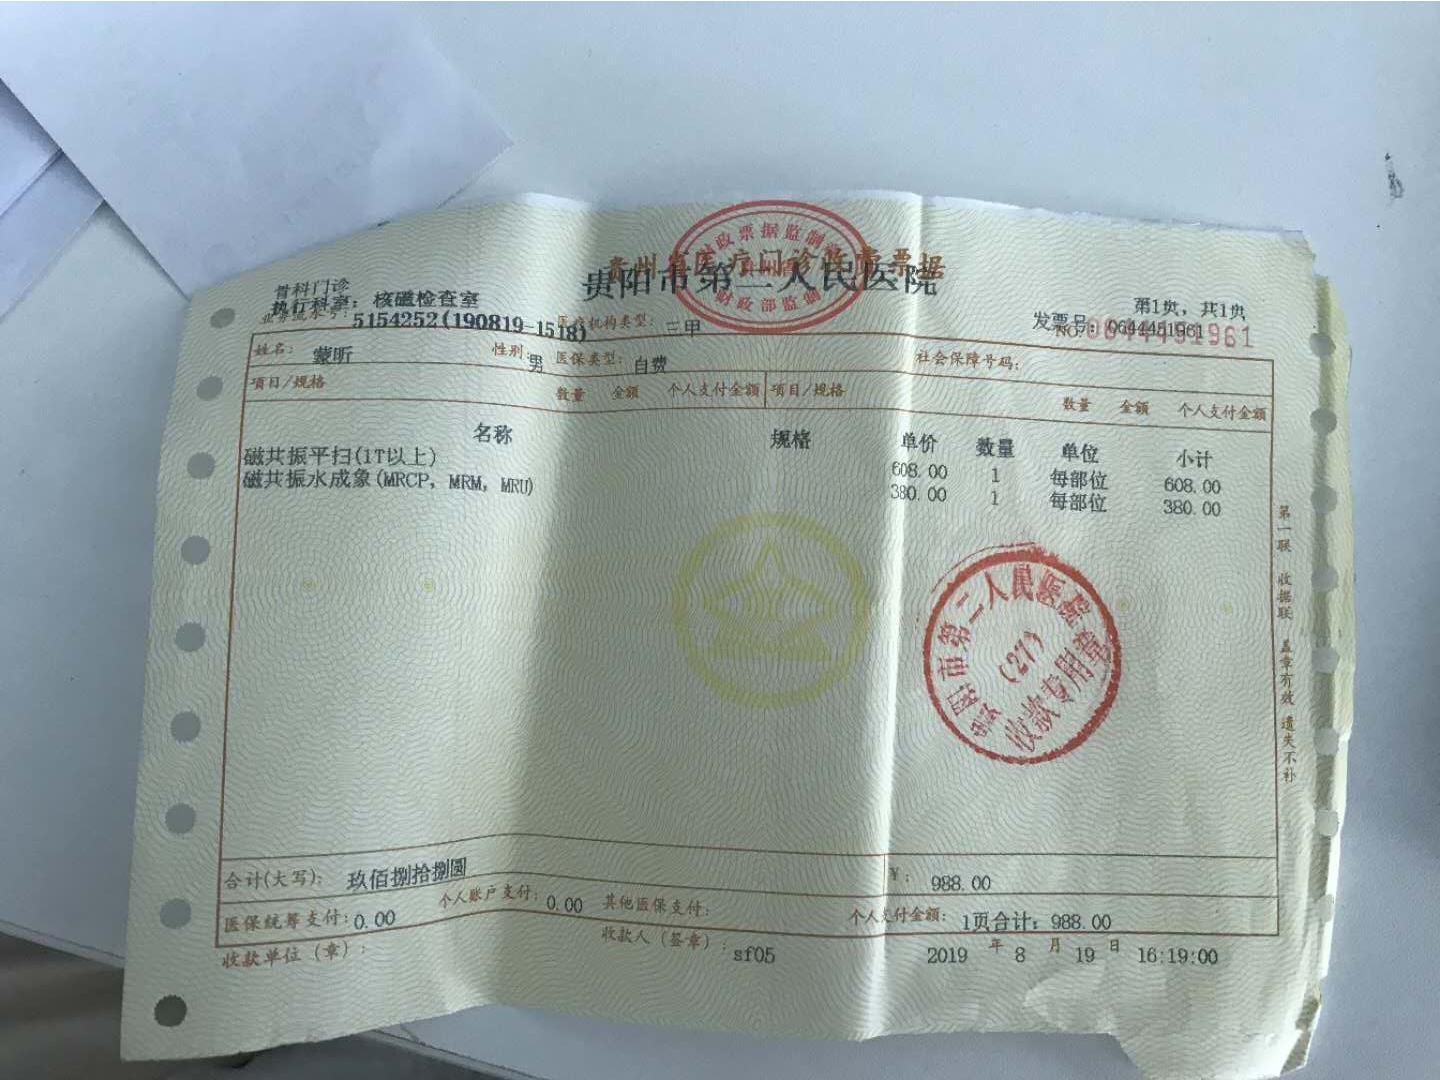 贵州省医疗门诊收费票据
贵阳市第二人民医院
财政票据监制章
财政部监制
骨科门诊
执行科室：核磁检查室
第1页，共1页
业务流水号：5154252(190819-1518)
医疗机构类型：三甲
发票号：0644451961
NO:
姓名：蒙昕 性别：男 医保类型：自费 社会保障号码：
项目/规格 数量 金额 个人支付金额 项目/规格 数量 金额 个人支付金额
名称 规格 单价 数量 单位 小计
磁共振平扫(1T以上) 608.00 1 每部位 608.00
磁共振水成象(MRCP，MRM，MRU) 380.00 1 每部位 380.00
贵阳市第二人民医院
(27)
收款专用章
第一联 收据联 盖章有效 遗失不补
合计(大写)：玖佰捌拾捌圆 ￥：988.00
医保统筹支付：0.00 个人账户支付：0.00 其他医保支付： 个人支付金额：1页合计：988.00
收款单位（章）： 收款人（签章）：sf05 2019 年 8 月 19 日 16:19:00